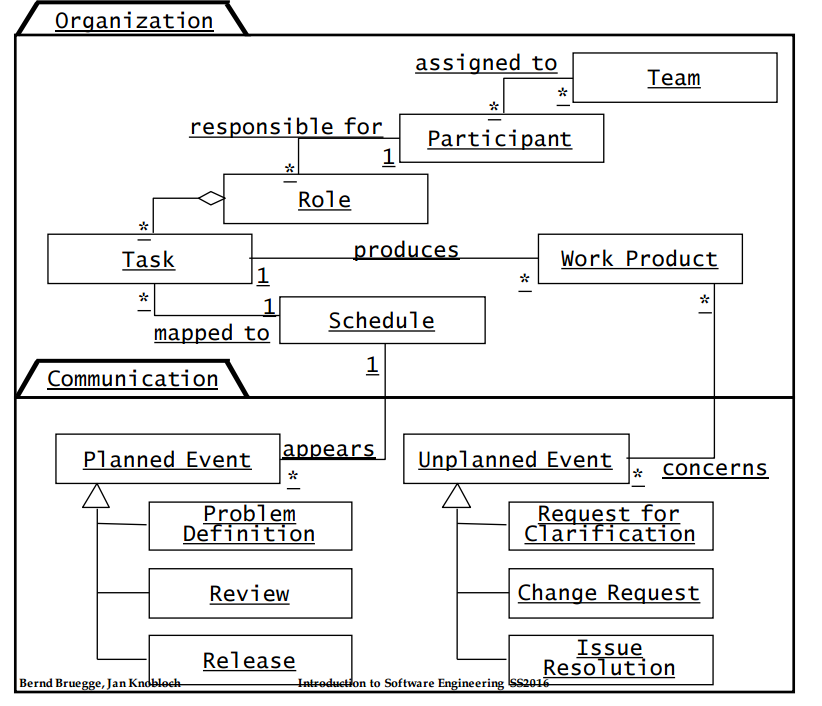 Organization
assigned to
Team
*
*
responsible for
Participant
1
*
Role
*
Task
produces
Work Product
1
*
*
1
*
mapped to
Schedule
1
Communication
Planned Event
appears
*
Unplanned Event
*
concerns
Problem
Definition
Request for
Clarification
Review
Change Request
Release
Issue
Resolution
Bernd Bruegge, Jan Knobloch
Introduction to Software Engineering SS2016